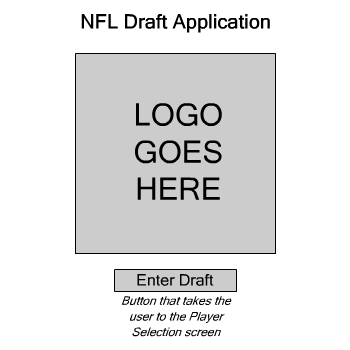 NFL Draft Application
LOGO
GOES
HERE
Enter Draft
Button that takes the
user to the Player
Selection screen